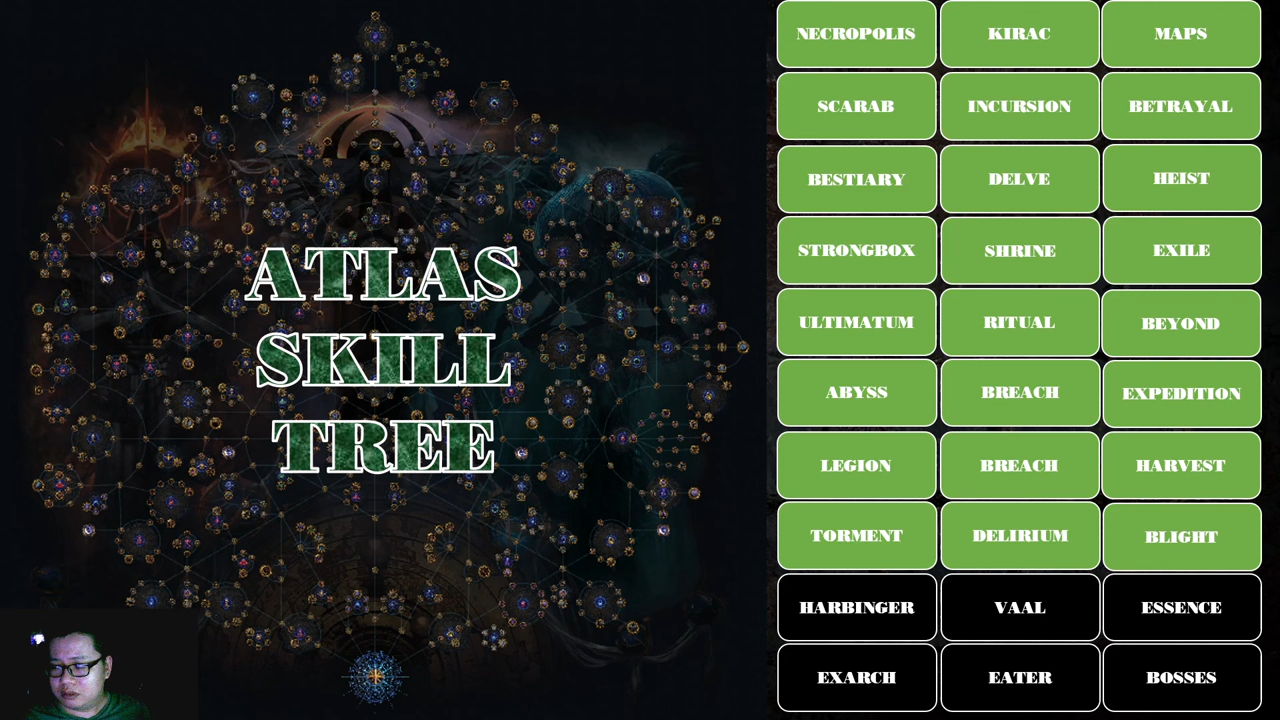 ATLAS
SKILL
TREE
NECROPOLIS
KIRAC
MAPS
SCARAB
INCURSION
BETRAYAL
BESTIARY
DELVE
HEIST
STRONGBOX
SHRINE
EXILE
ULTIMATUM
RITUAL
BEYOND
ABYSS
BREACH
EXPEDITION
LEGION
BREACH
HARVEST
TORMENT
DELIRIUM
BLIGHT
HARBINGER
VAAL
ESSENCE
EXARCH
EATER
BOSSES